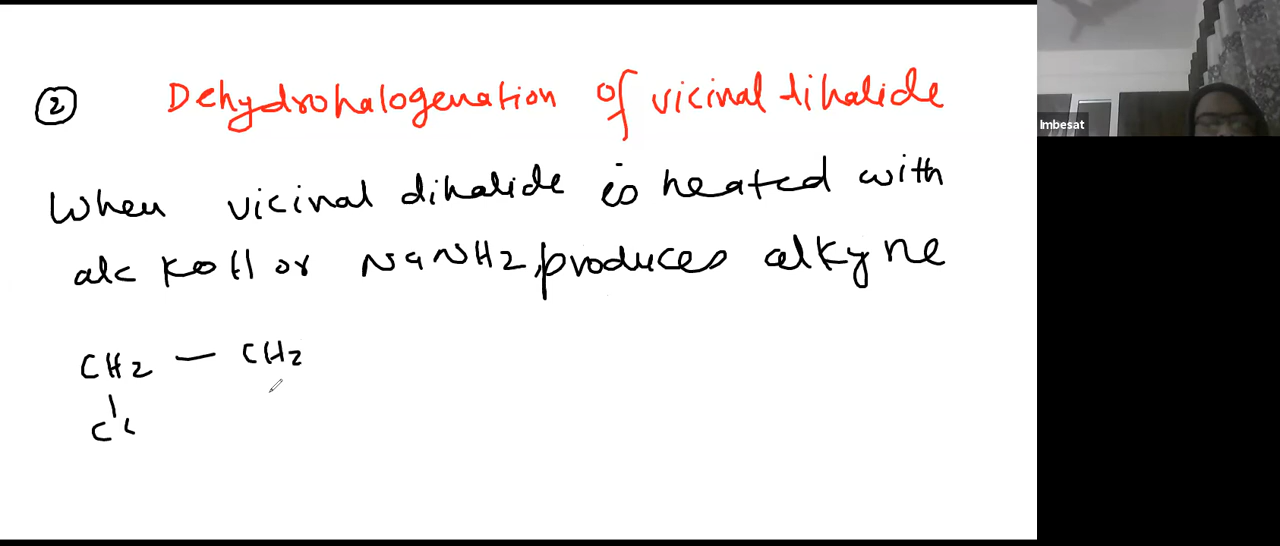 ② Dehydrohalogenation of vicinal dihalide
When vicinal dihalide is heated with
alc KOH or NaNH2, produces alkyne
CH2 — CH2
|
Cl
Imbesat